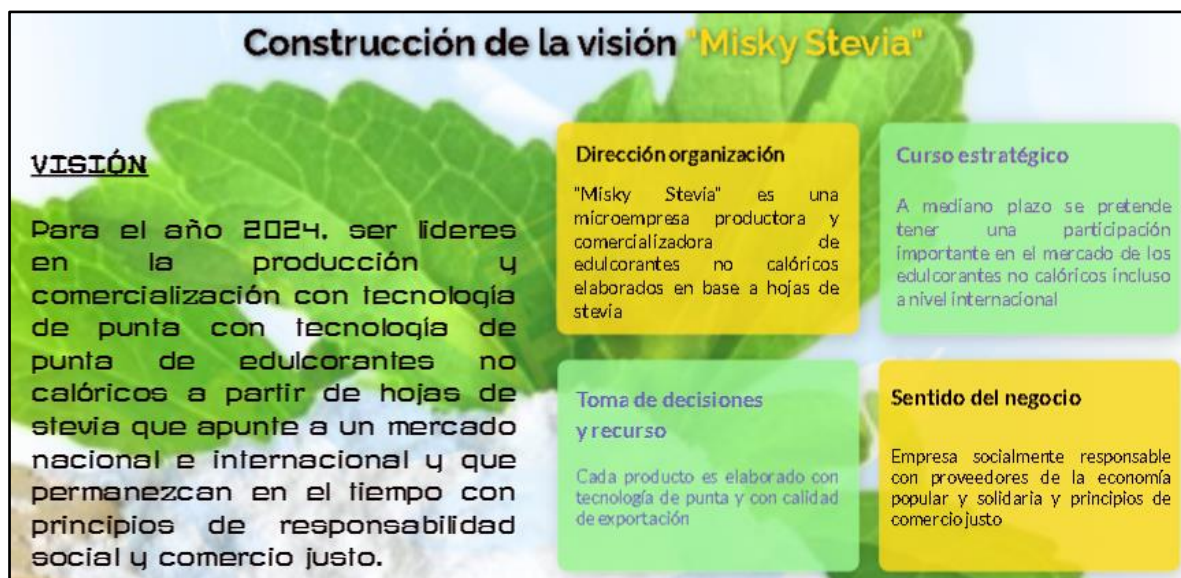 Construcción de la visión "Misky Stevia"
VISIÓN
Para el año 2024, ser lideres
en la producción y
comercialización con tecnología
de punta con tecnología de
punta de edulcorantes no
calóricos a partir de hojas de
stevia que apunte a un mercado
nacional e internacional y que
permanezcan en el tiempo con
principios de responsabilidad
social y comercio justo.
Dirección organización
"Misky Stevia" es una
microempresa productora y
comercializadora de
edulcorantes no calóricos
elaborados en base a hojas de
stevia
Curso estratégico
A mediano plazo se pretende
tener una participación
importante en el mercado de los
edulcorantes no calóricos incluso
a nivel internacional
Toma de decisiones
y recurso
Cada producto es elaborado con
tecnología de punta y con calidad
de exportación
Sentido del negocio
Empresa socialmente responsable
con proveedores de la economía
popular y solidaria y principios de
comercio justo